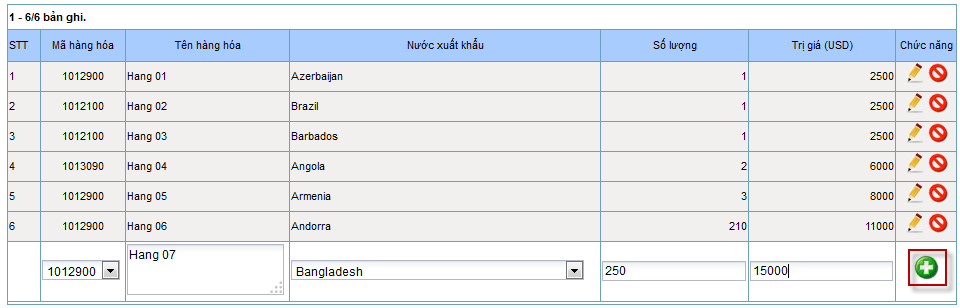 1 - 6/6 bản ghi.
STT Mã hàng hóa Tên hàng hóa Nước xuất khẩu Số lượng Trị giá (USD) Chức năng
1 1012900 Hang 01 Azerbaijan 1 2500
2 1012100 Hang 02 Brazil 1 2500
3 1012100 Hang 03 Barbados 1 2500
4 1013090 Hang 04 Angola 2 6000
5 1012900 Hang 05 Armenia 3 8000
6 1012900 Hang 06 Andorra 210 11000
1012900 Hang 07 Bangladesh 250 15000